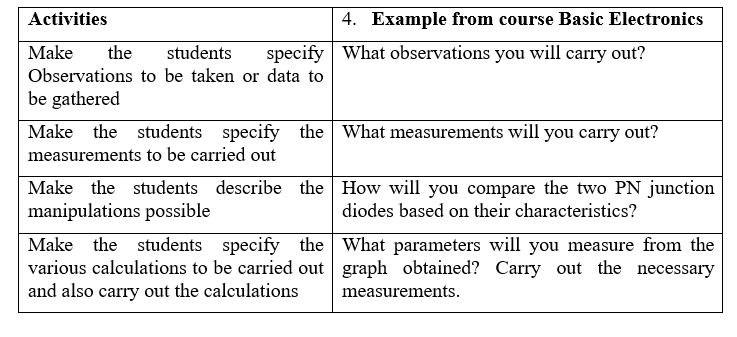 Activities
4. Example from course Basic Electronics
Make the students specify
Observations to be taken or data to
be gathered
What observations you will carry out?
Make the students specify the
measurements to be carried out
What measurements will you carry out?
Make the students describe the
manipulations possible
How will you compare the two PN junction
diodes based on their characteristics?
Make the students specify the
various calculations to be carried out
and also carry out the calculations
What parameters will you measure from the
graph obtained? Carry out the necessary
measurements.